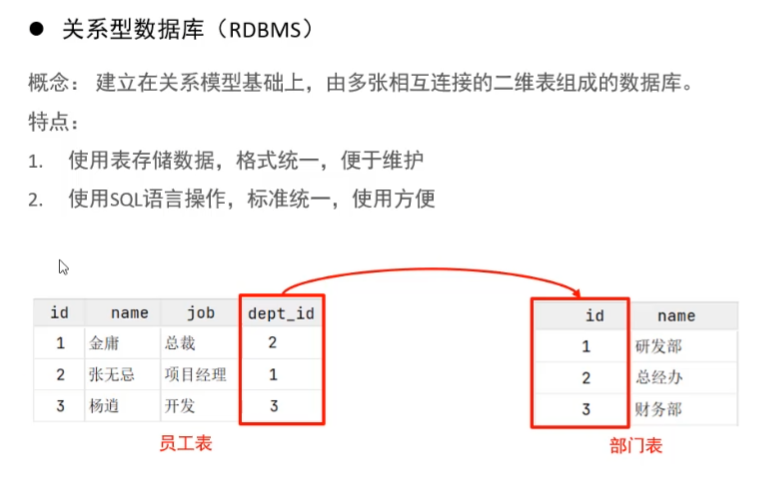 ● 关系型数据库（RDBMS）
概念： 建立在关系模型基础上，由多张相互连接的二维表组成的数据库。
特点：
1. 使用表存储数据，格式统一，便于维护
2. 使用SQL语言操作，标准统一，使用方便
id name job dept_id
1 金庸 总裁 2
2 张无忌 项目经理 1
3 杨逍 开发 3
员工表
id name
1 研发部
2 总经办
3 财务部
部门表